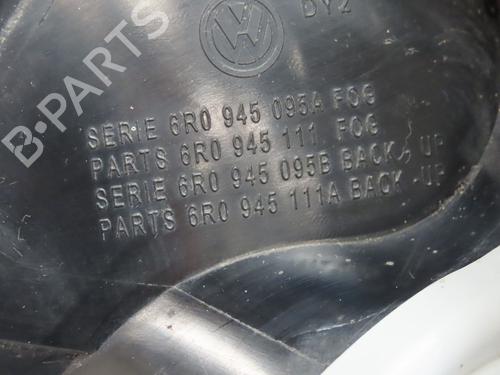 DY2
SERIE 6R0 945 095A FOG
PARTS 6R0 945 111 FOG
SERIE 6R0 945 095B BACK-UP
PARTS 6R0 945 111A BACK-UP
B-PARTS